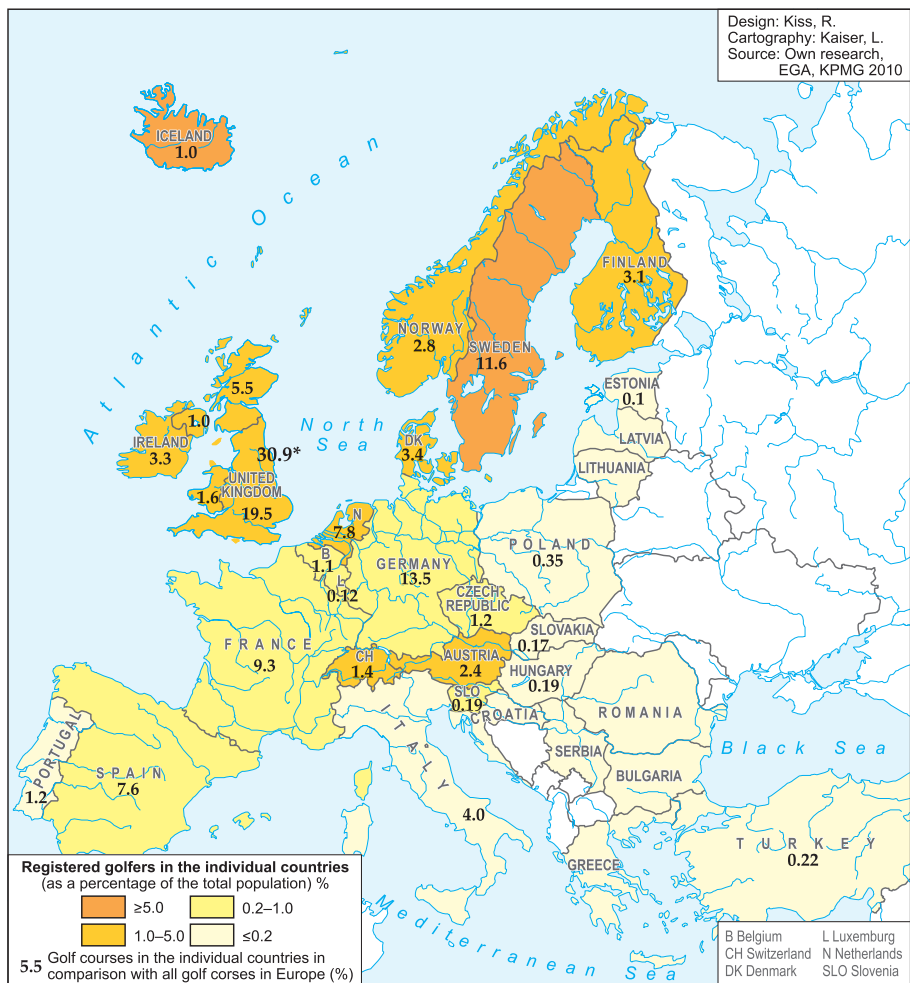 Design: Kiss, R.
Cartography: Kaiser, L.
Source: Own research,
EGA, KPMG 2010
ICELAND
1.0
Atlantic Ocean
FINLAND
3.1
NORWAY
2.8
SWEDEN
11.6
ESTONIA
0.1
5.5
1.0
North
Sea
LATVIA
IRELAND
3.3
DK
3.4
30.9*
LITHUANIA
UNITED
KINGDOM
1.6
19.5
N
7.8
POLAND
0.35
B
1.1
GERMANY
13.5
L
0.12
CZECH
REPUBLIC
1.2
SLOVAKIA
0.17
FRANCE
9.3
CH
1.4
AUSTRIA
2.4
HUNGARY
0.19
SLO
0.19
CROATIA
ROMANIA
ITALY
4.0
SERBIA
Black Sea
BULGARIA
PORTUGAL
1.2
SPAIN
7.6
TURKEY
0.22
GREECE
Mediterranean Sea
Registered golfers in the individual countries
(as a percentage of the total population) %
≥5.0
0.2–1.0
1.0–5.0
≤0.2
5.5 Golf courses in the individual countries in
comparison with all golf corses in Europe (%)
B Belgium
L Luxemburg
CH Switzerland
N Netherlands
DK Denmark
SLO Slovenia